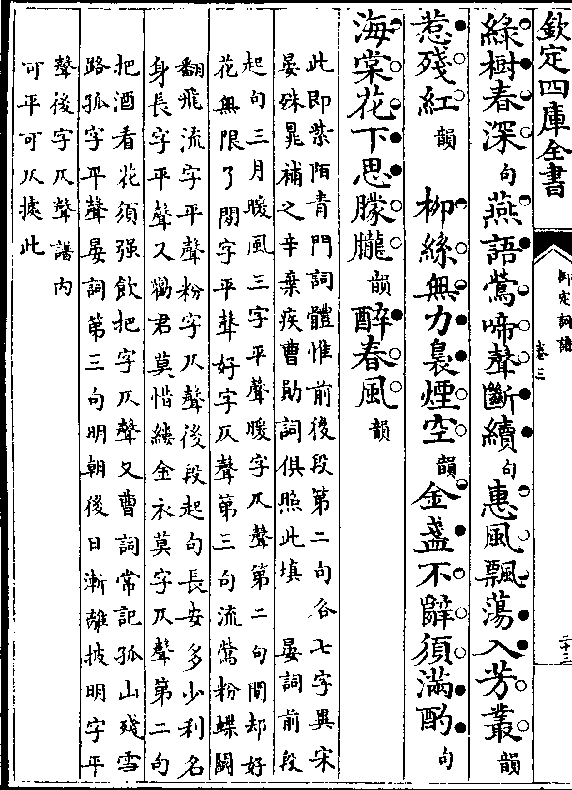 欽定四庫全書
御定詞譜
卷三
二十三
綠樹春深句燕語鶯啼聲斷續句惠風飄蕩入芳叢韻
惹殘紅韻　柳絲無力裊煙空韻金盞不辭須滿酌句
海棠花下思朦朧韻醉春風韻
此即紫陌青門詞體惟前後段第二句各七字異宋
晏殊晁補之辛棄疾曹勛詞俱照此填　晏詞前段
起句三月暖風三字平聲暖字仄聲第二句開却好
花無限了開字平聲好字仄聲第三句流鶯粉蝶鬬
翻飛流字平聲粉字仄聲後段起句長安多少利名
身長字平聲又勸君莫惜縷金衣莫字仄聲第二句
把酒看花須强飲把字仄聲又曹詞常記孤山殘雪
路孤字平聲晏詞第三句明朝後日漸離披明字平
聲後字仄聲譜内
可平可仄據此